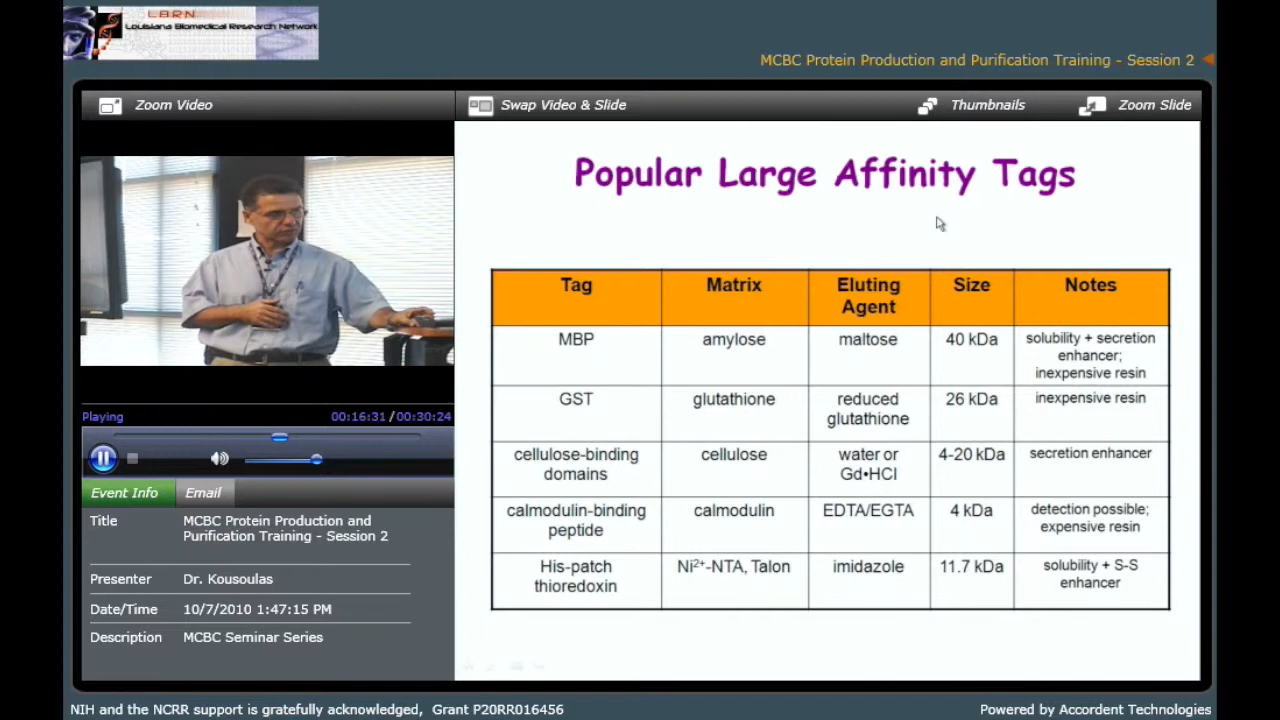 L.B.R.N.
Louisiana Biomedical Research Network
MCBC Protein Production and Purification Training - Session 2
Zoom Video
Swap Video & Slide
Thumbnails
Zoom Slide
Popular Large Affinity Tags
Tag
Matrix
Eluting
Agent
Size
Notes
MBP
amylose
maltose
40 kDa
solubility + secretion
enhancer;
inexpensive resin
GST
glutathione
reduced
glutathione
26 kDa
inexpensive resin
cellulose-binding
domains
cellulose
water or
Gd•HCl
4-20 kDa
secretion enhancer
calmodulin-binding
peptide
calmodulin
EDTA/EGTA
4 kDa
detection possible;
expensive resin
His-patch
thioredoxin
Ni²⁺-NTA, Talon
imidazole
11.7 kDa
solubility + S-S
enhancer
Playing
00:16:31 / 00:30:24
Event Info
Email
Title
MCBC Protein Production and
Purification Training - Session 2
Presenter
Dr. Kousoulas
Date/Time
10/7/2010 1:47:15 PM
Description
MCBC Seminar Series
NIH and the NCRR support is gratefully acknowledged, Grant P20RR016456
Powered by Accordent Technologies